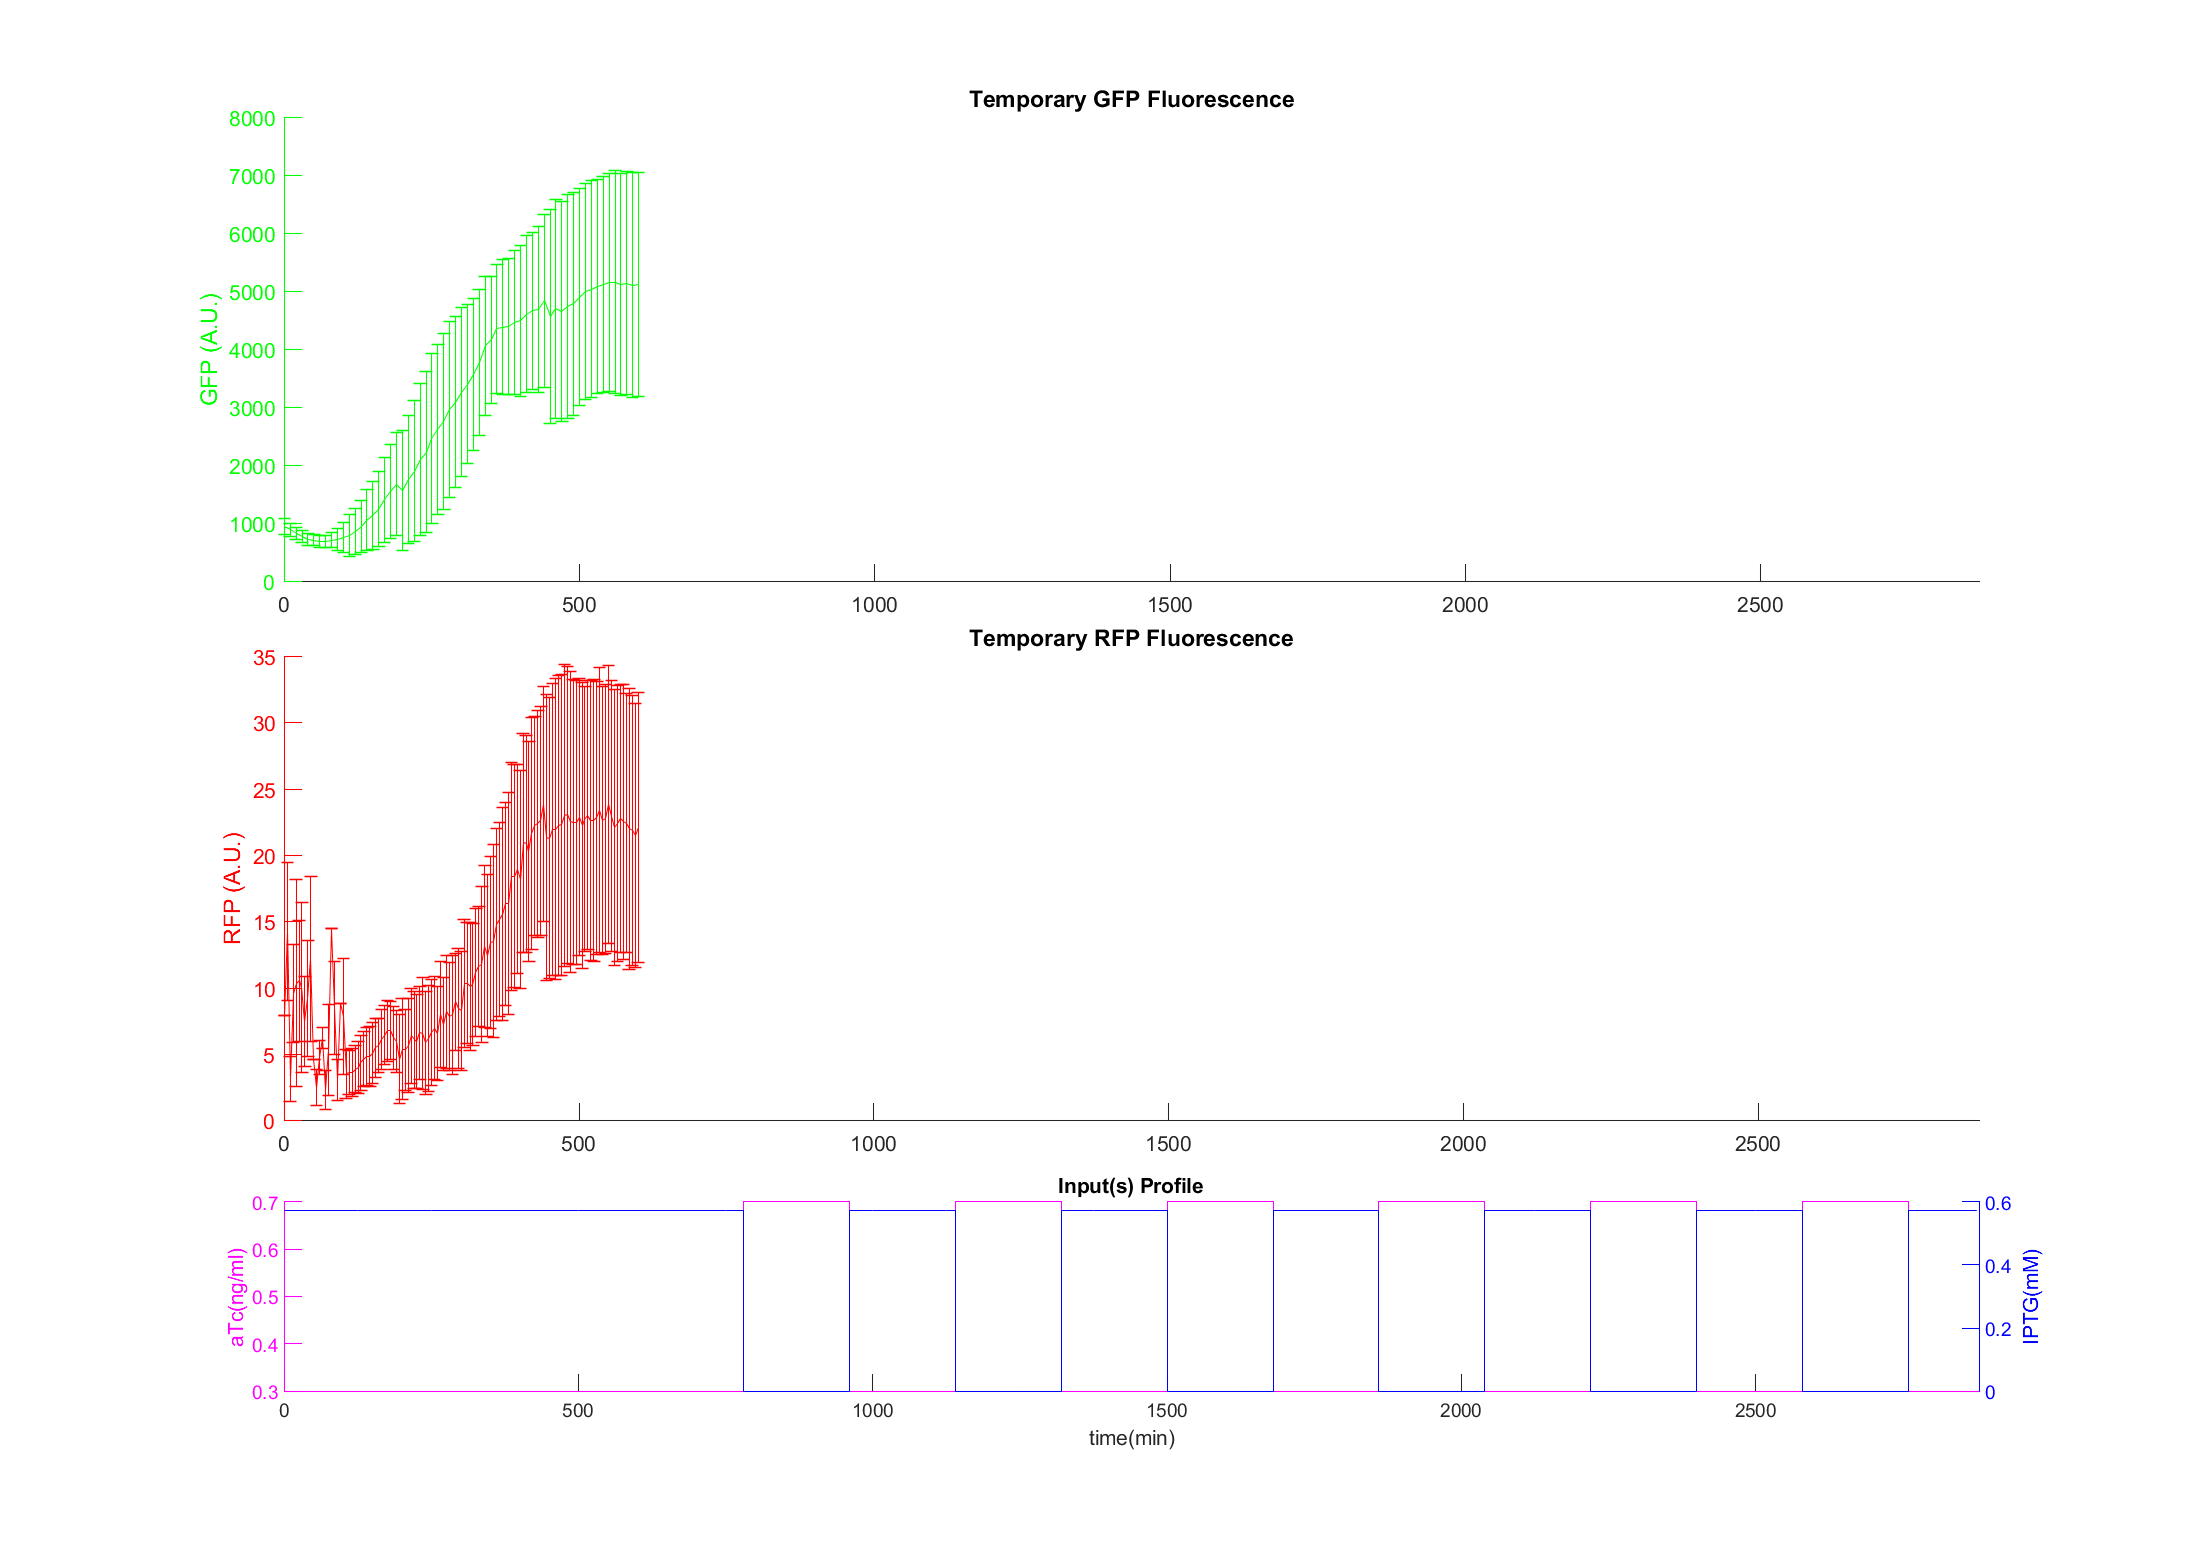 Temporary GFP Fluorescence
8000
7000
6000
5000
4000
3000
2000
1000
0
GFP (A.U.)
0 500 1000 1500 2000 2500
Temporary RFP Fluorescence
35
30
25
20
15
10
5
0
RFP (A.U.)
0 500 1000 1500 2000 2500
Input(s) Profile
0.7
0.6
0.5
0.4
0.3
aTc(ng/ml)
0.6
0.4
0.2
0
IPTG(mM)
0 500 1000 1500 2000 2500
time(min)